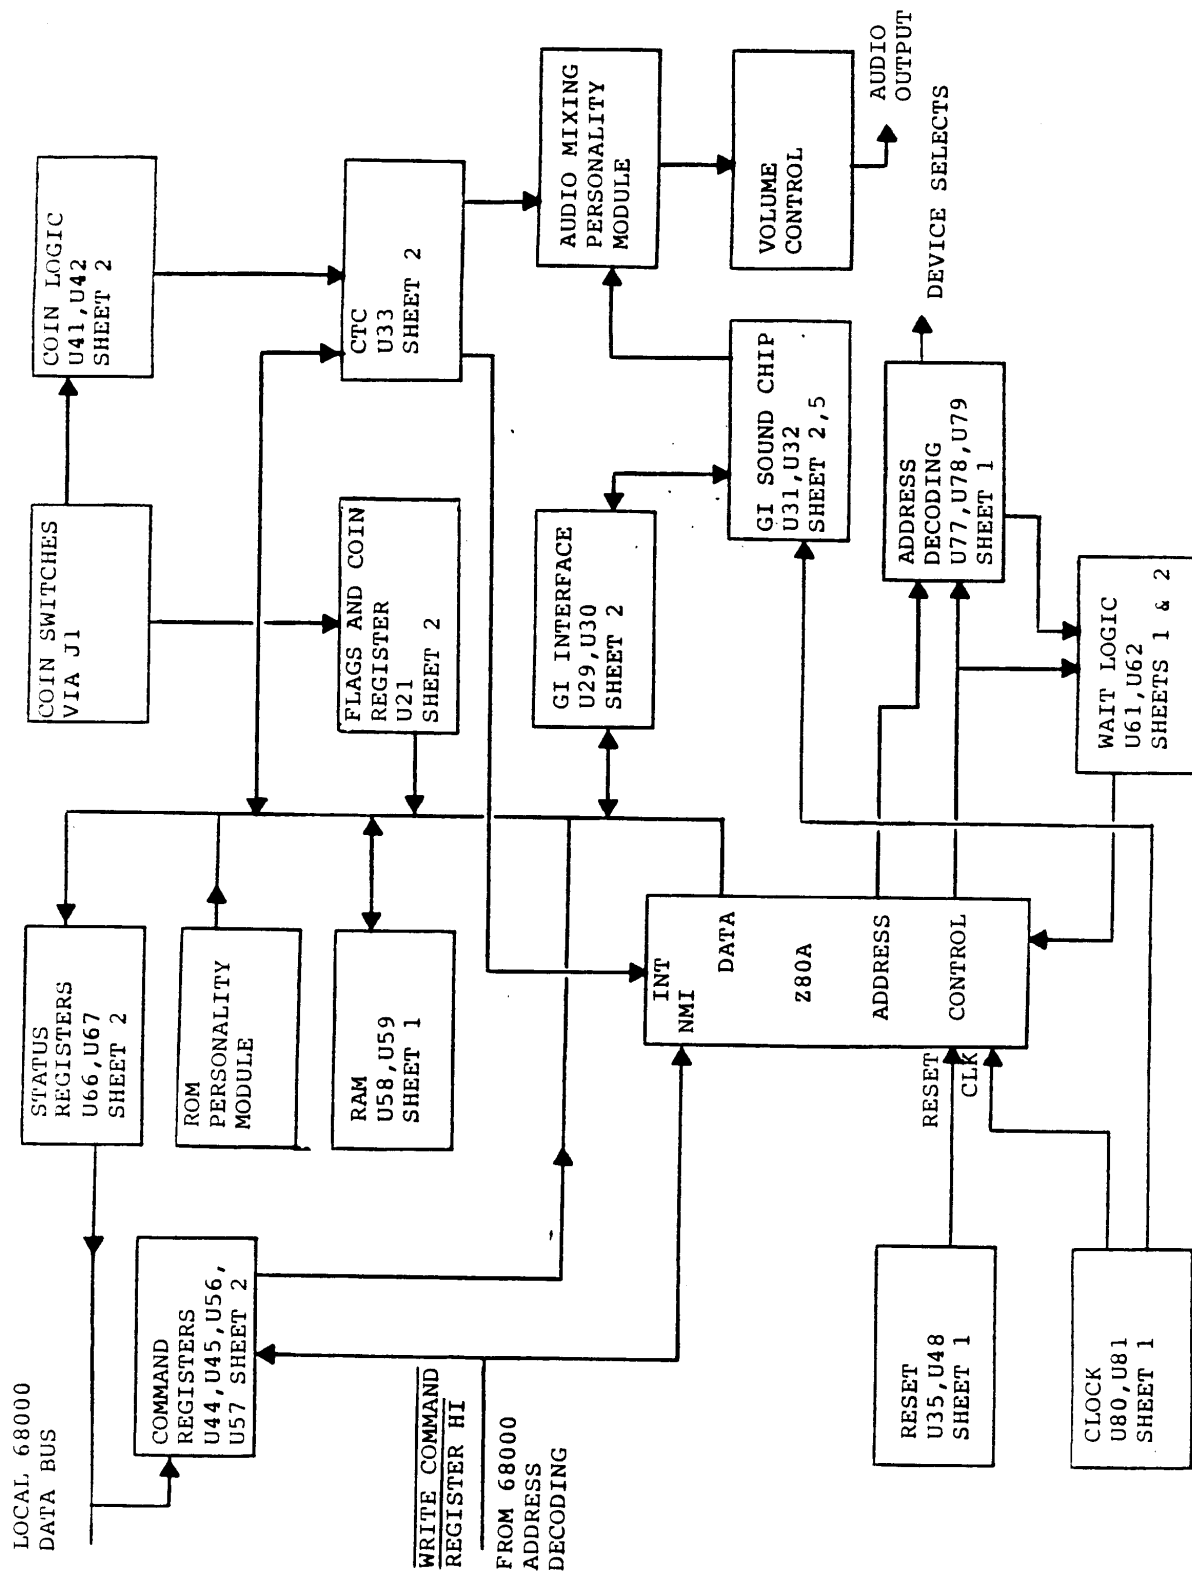 LOCAL 68000
DATA BUS
COMMAND
REGISTERS
U44,U45,U56,
U57 SHEET 2
WRITE COMMAND
REGISTER HI
FROM 68000
ADDRESS
DECODING
STATUS
REGISTERS
U66,U67
SHEET 2
ROM
PERSONALITY
MODULE
RAM
U58,U59
SHEET 1
COIN SWITCHES
VIA J1
FLAGS AND COIN
REGISTER
U21
SHEET 2
COIN LOGIC
U41,U42
SHEET 2
CTC
U33
SHEET 2
GI INTERFACE
U29,U30
SHEET 2
AUDIO MIXING
PERSONALITY
MODULE
GI SOUND CHIP
U31,U32
SHEET 2,5
VOLUME
CONTROL
AUDIO
OUTPUT
INT
NMI
DATA
Z80A
ADDRESS
CONTROL
RESET
CLK
RESET
U35,U48
SHEET 1
CLOCK
U80,U81
SHEET 1
ADDRESS
DECODING
U77,U78,U79
SHEET 1
DEVICE SELECTS
WAIT LOGIC
U61,U62
SHEETS 1 & 2